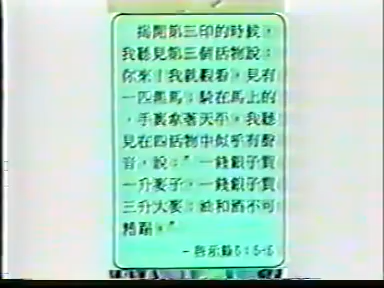 揭開第三印的時候，
我聽見第三個活物說：
你來！我就觀看，見有
一匹黑馬；騎在馬上的
，手裏拿著天平。我聽
見在四活物中似乎有聲
音，說：〝一錢銀子買
一升麥子，一錢銀子買
三升大麥；油和酒不可
糟蹋。〞
－啓示錄6：5-6